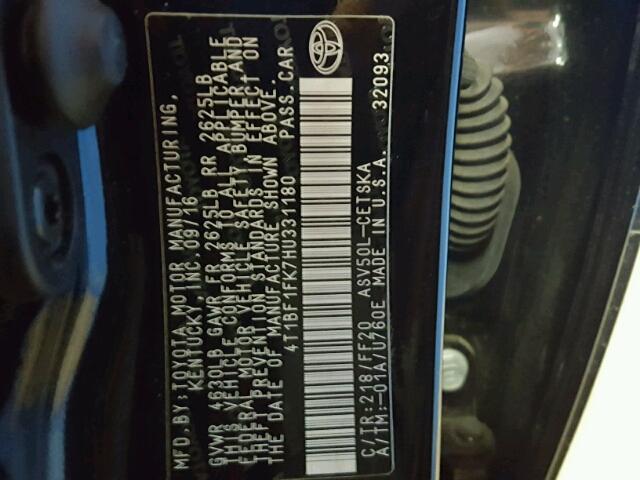 MFD.BY:TOYOTA MOTOR MANUFACTURING,
KENTUCKY, INC. 09/16
GVWR 4630LB GAWR FR 2625LB RR 2625LB
THIS VEHICLE CONFORMS TO ALL APPLICABLE
FEDERAL MOTOR VEHICLE SAFETY, BUMPER, AND
THEFT PREVENTION STANDARDS IN EFFECT ON
THE DATE OF MANUFACTURE SHOWN ABOVE.
4T1BF1FK7HU331180 PASS.CAR
C/TR:218/FF20 ASV50L-CETSKA
A/TM:-01A/U760E MADE IN U.S.A. 32093